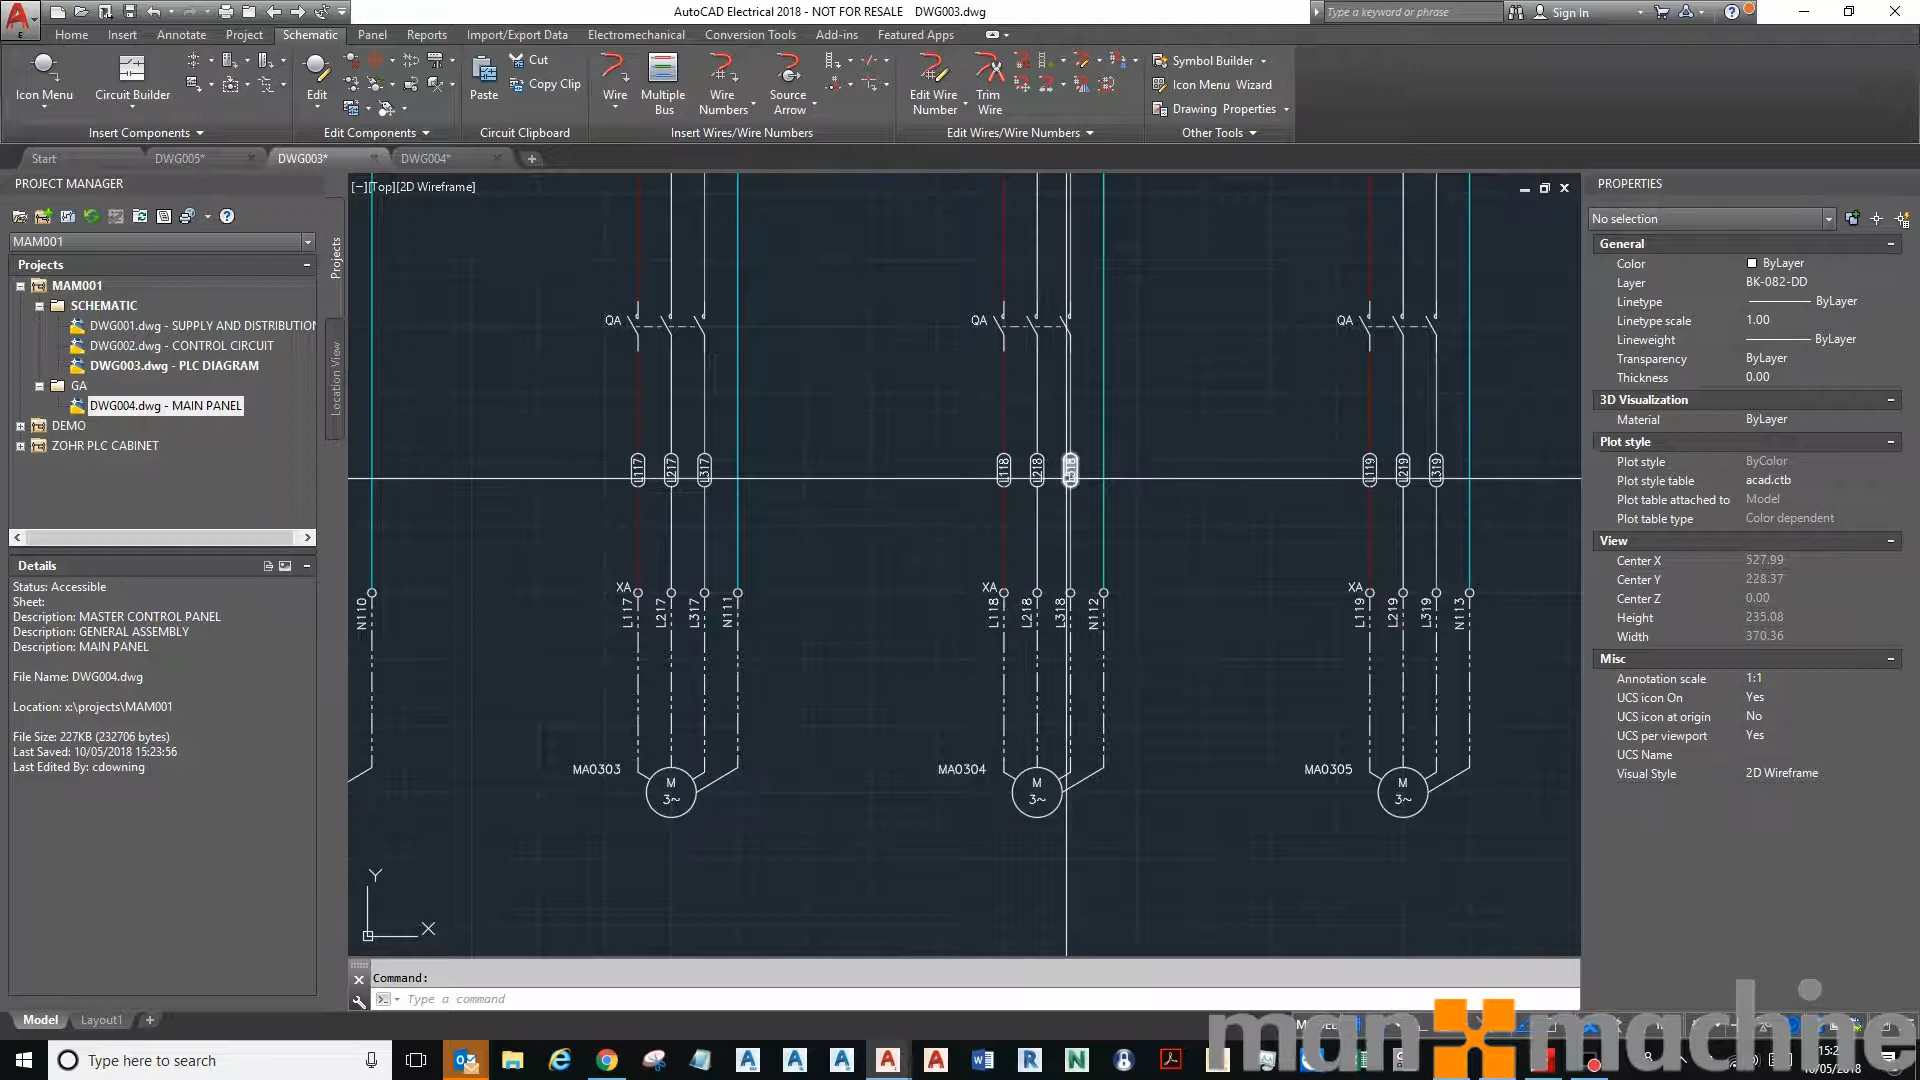 AutoCAD Electrical 2018 - NOT FOR RESALE DWG003.dwg
Type a keyword or phrase
Sign In
Home Insert Annotate Project Schematic Panel Reports Import/Export Data Electromechanical Conversion Tools Add-ins Featured Apps
Icon Menu
Circuit Builder
Insert Components
Edit
Edit Components
Paste
Cut
Copy Clip
Circuit Clipboard
Wire
Multiple Bus
Wire Numbers
Source Arrow
Insert Wires/Wire Numbers
Edit Wire Number
Trim Wire
Edit Wires/Wire Numbers
Symbol Builder
Icon Menu Wizard
Drawing Properties
Other Tools
Start DWG005* DWG003* DWG004*
PROJECT MANAGER
MAM001
Projects
MAM001
SCHEMATIC
DWG001.dwg - SUPPLY AND DISTRIBUTION
DWG002.dwg - CONTROL CIRCUIT
DWG003.dwg - PLC DIAGRAM
GA
DWG004.dwg - MAIN PANEL
DEMO
ZOHR PLC CABINET
Projects
Location View
Details
Status: Accessible
Sheet:
Description: MASTER CONTROL PANEL
Description: GENERAL ASSEMBLY
Description: MAIN PANEL
File Name: DWG004.dwg
Location: x:\projects\MAM001
File Size: 227KB (232706 bytes)
Last Saved: 10/05/2018 15:23:56
Last Edited By: cdowning
[−][Top][2D Wireframe]
QA QA QA
L117 L217 L317 L118 L218 L318 L119 L219 L319
XA XA XA
N110 L117 L217 L317 N111 L118 L218 L318 N112 L119 L219 L319 N113
MA0303 M 3~
MA0304 M 3~
MA0305 M 3~
Y
X
Command:
Type a command
Model Layout1
PROPERTIES
No selection
General
Color ByLayer
Layer BK-082-DD
Linetype ByLayer
Linetype scale 1.00
Lineweight ByLayer
Transparency ByLayer
Thickness 0.00
3D Visualization
Material ByLayer
Plot style
Plot style ByColor
Plot style table acad.ctb
Plot table attached to Model
Plot table type Color dependent
View
Center X 527.99
Center Y 228.37
Center Z 0.00
Height 235.08
Width 370.36
Misc
Annotation scale 1:1
UCS icon On Yes
UCS icon at origin No
UCS per viewport Yes
UCS Name
Visual Style 2D Wireframe
man machine
Type here to search